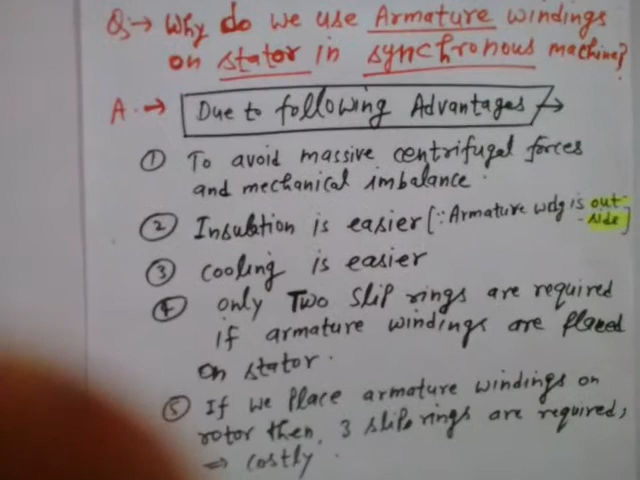 Q:→ Why do we use Armature windings
on stator in synchronous machine?
A.→ Due to following Advantages →
① To avoid massive centrifugal forces
and mechanical imbalance.
② Insulation is easier [∵ Armature wdg is out-
side]
③ cooling is easier
④ only Two slip rings are required
if armature windings are placed
on stator.
⑤ If we place armature windings on
rotor then, 3 slip rings are required,
⇒ costly.